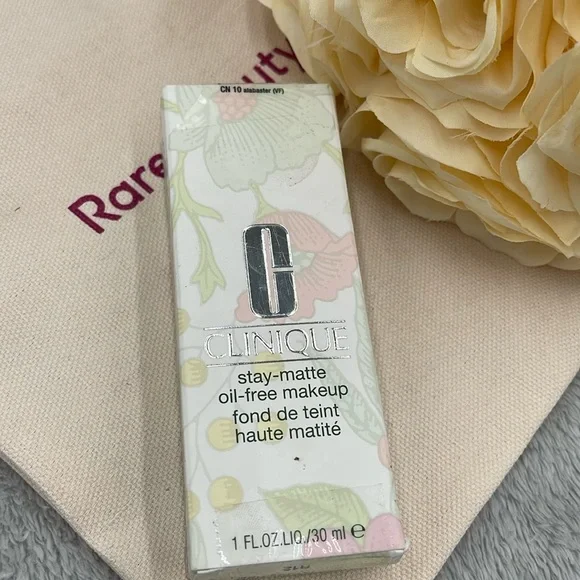 Rare Beauty
CN 10 alabaster (VF)
C
CLINIQUE
stay-matte
oil-free makeup
fond de teint
haute matité
1 FL.OZ.LIQ./30 ml e